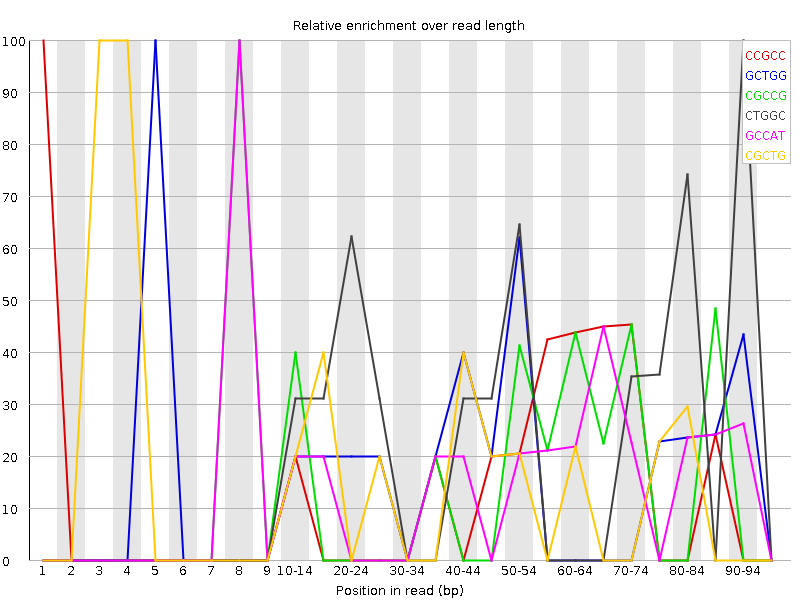 Relative enrichment over read length
100
90
80
70
60
50
40
30
20
10
0
CCGCC
GCTGG
CGCCG
CTGGC
GCCAT
CGCTG
1 2 3 4 5 6 7 8 9 10-14 20-24 30-34 40-44 50-54 60-64 70-74 80-84 90-94
Position in read (bp)